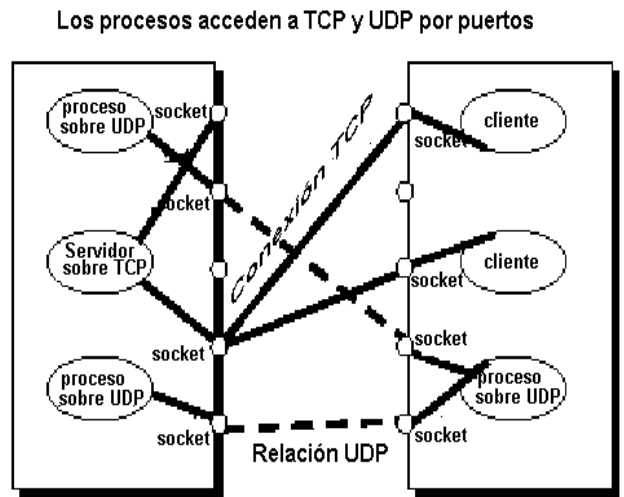 Los procesos acceden a TCP y UDP por puertos
proceso
sobre UDP
socket
socket
Servidor
sobre TCP
socket
proceso
sobre UDP
socket
Conexión TCP
Relación UDP
cliente
socket
cliente
socket
socket
proceso
sobre UDP
socket